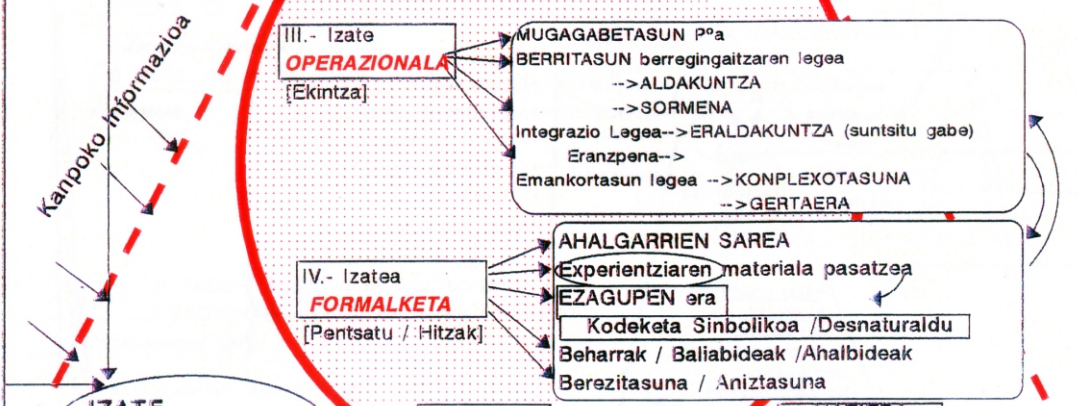 Kanpoko Informazioa
III.- Izate
OPERAZIONALA
[Ekintza]
MUGAGABETASUN Pºa
BERRITASUN berregingaitzaren legea
-->ALDAKUNTZA
-->SORMENA
Integrazio Legea-->ERALDAKUNTZA (suntsitu gabe)
Eranzpena-->
Emankortasun legea -->KONPLEXOTASUNA
-->GERTAERA
IV.- Izatea
FORMALKETA
[Pentsatu / Hitzak]
AHALGARRIEN SAREA
Experientziaren materiala pasatzea
EZAGUPEN era
Kodeketa Sinbolikoa /Desnaturaldu
Beharrak / Baliabideak /Ahalbideak
Berezitasuna / Aniztasuna
IZATE